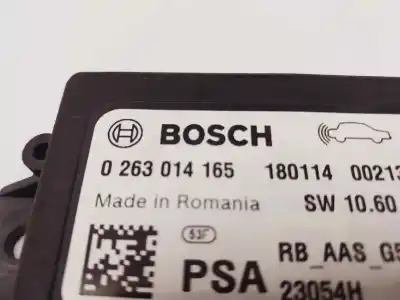 BOSCH
0 263 014 165 180114 00213
Made in Romania SW 10.60
RB_AAS_G5
PSA 23054H